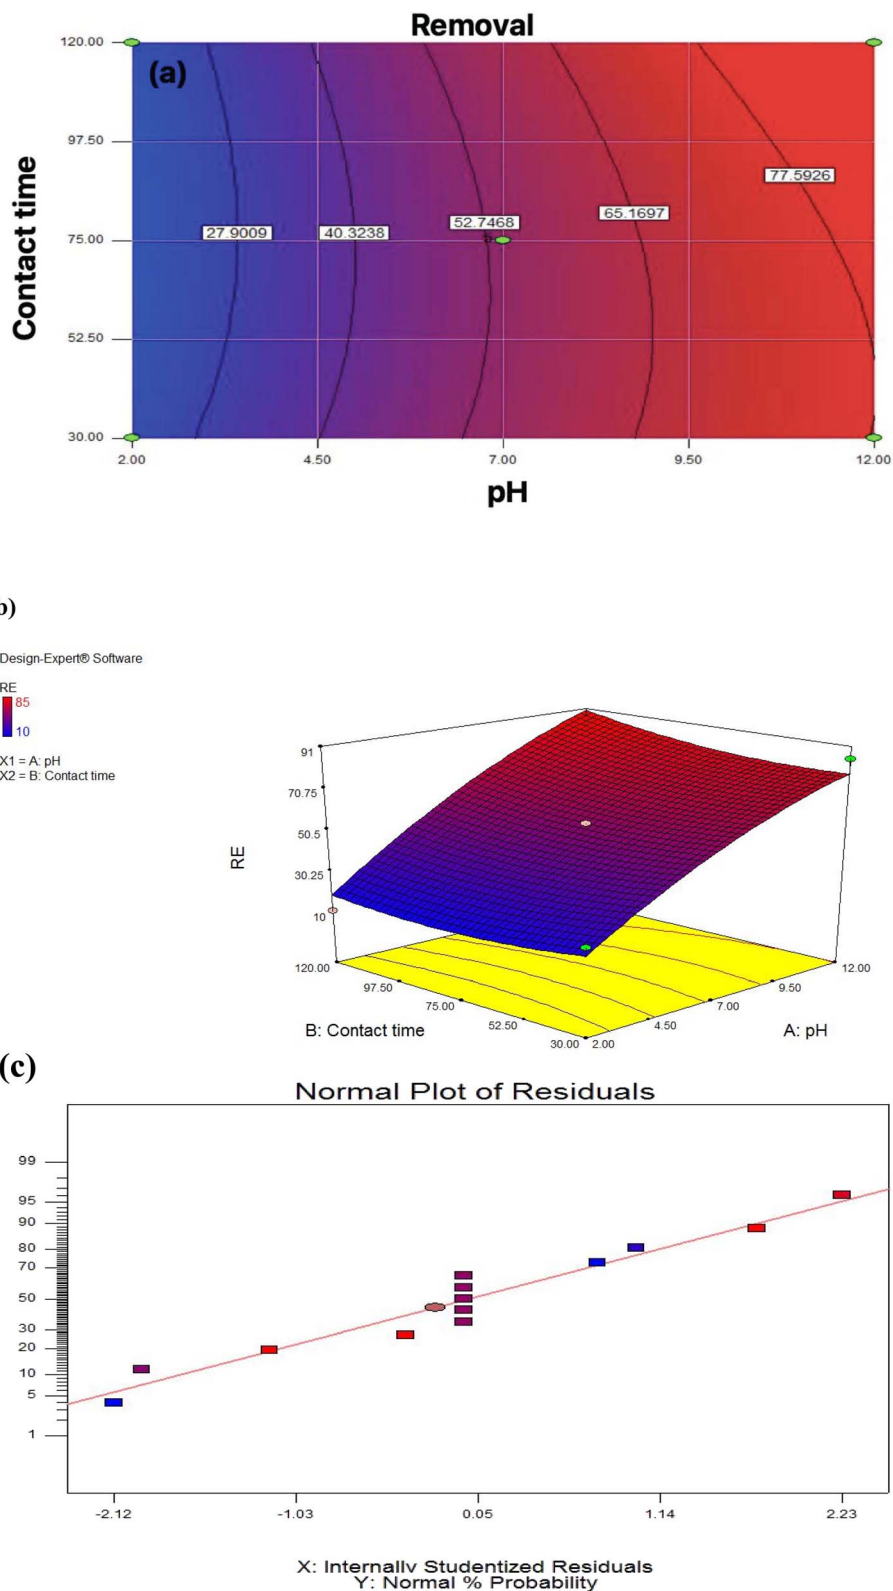 Removal
120.00
(a)
97.50
77.5926
65.1697
52.7468
27.9009
40.3238
75.00
Contact time
52.50
30.00
2.00 4.50 7.00 9.50 12.00
pH
b)
Design-Expert® Software
RE
85
10
X1 = A: pH
X2 = B: Contact time
91
70.75
50.5
RE
30.25
10
120.00 12.00
97.50 9.50
75.00 7.00
52.50 4.50
B: Contact time A: pH
30.00 2.00
(c)
Normal Plot of Residuals
99
95
90
80
70
50
30
20
10
5
1
-2.12 -1.03 0.05 1.14 2.23
X: Internally Studentized Residuals
Y: Normal % Probability